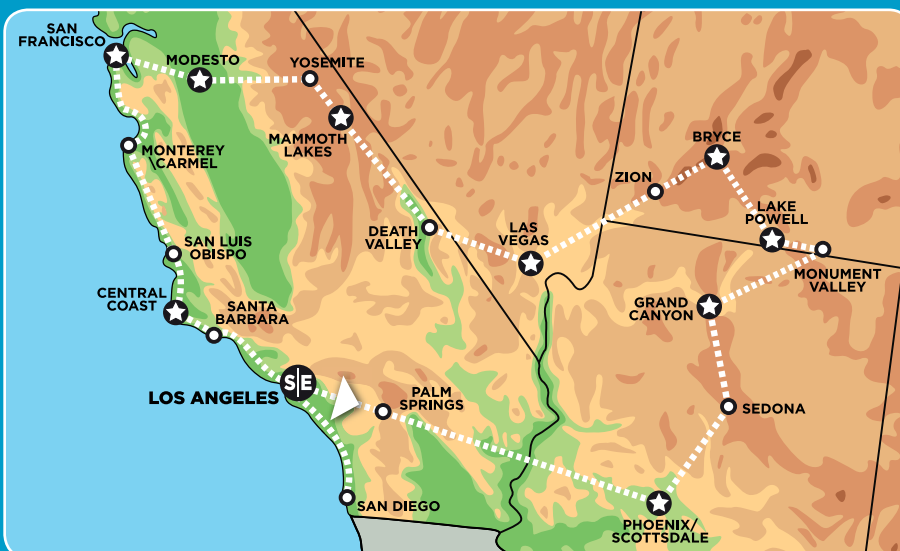 SAN
FRANCISCO
MODESTO
YOSEMITE
MAMMOTH
LAKES
MONTEREY
\CARMEL
BRYCE
ZION
LAKE
POWELL
DEATH
VALLEY
LAS
VEGAS
SAN LUIS
OBISPO
MONUMENT
VALLEY
CENTRAL
COAST
SANTA
BARBARA
GRAND
CANYON
S|E
LOS ANGELES
PALM
SPRINGS
SEDONA
SAN DIEGO
PHOENIX/
SCOTTSDALE